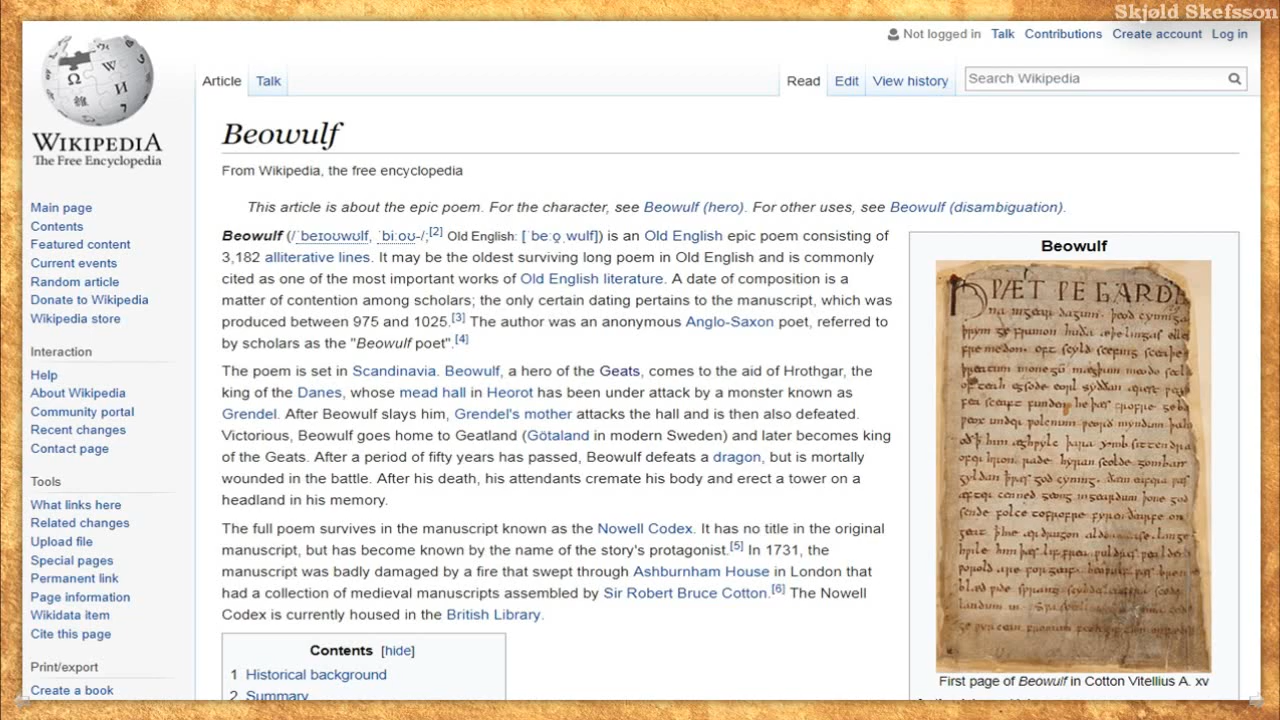 Skjøld Skefsson
Not logged in Talk Contributions Create account Log in
WIKIPEDIA
The Free Encyclopedia
Article Talk
Read Edit View history
Search Wikipedia
Main page
Contents
Featured content
Current events
Random article
Donate to Wikipedia
Wikipedia store
Interaction
Help
About Wikipedia
Community portal
Recent changes
Contact page
Tools
What links here
Related changes
Upload file
Special pages
Permanent link
Page information
Wikidata item
Cite this page
Print/export
Create a book
Beowulf
From Wikipedia, the free encyclopedia
This article is about the epic poem. For the character, see Beowulf (hero). For other uses, see Beowulf (disambiguation).
Beowulf (/ˈbeɪoʊwʊlf, ˈbiːoʊ-/;[2] Old English: [ˈbeːo̯ˌwulf]) is an Old English epic poem consisting of
3,182 alliterative lines. It may be the oldest surviving long poem in Old English and is commonly
cited as one of the most important works of Old English literature. A date of composition is a
matter of contention among scholars; the only certain dating pertains to the manuscript, which was
produced between 975 and 1025.[3] The author was an anonymous Anglo-Saxon poet, referred to
by scholars as the "Beowulf poet".[4]
The poem is set in Scandinavia. Beowulf, a hero of the Geats, comes to the aid of Hrothgar, the
king of the Danes, whose mead hall in Heorot has been under attack by a monster known as
Grendel. After Beowulf slays him, Grendel's mother attacks the hall and is then also defeated.
Victorious, Beowulf goes home to Geatland (Götaland in modern Sweden) and later becomes king
of the Geats. After a period of fifty years has passed, Beowulf defeats a dragon, but is mortally
wounded in the battle. After his death, his attendants cremate his body and erect a tower on a
headland in his memory.
The full poem survives in the manuscript known as the Nowell Codex. It has no title in the original
manuscript, but has become known by the name of the story's protagonist.[5] In 1731, the
manuscript was badly damaged by a fire that swept through Ashburnham House in London that
had a collection of medieval manuscripts assembled by Sir Robert Bruce Cotton.[6] The Nowell
Codex is currently housed in the British Library.
Contents [hide]
1 Historical background
2 Summary
Beowulf
First page of Beowulf in Cotton Vitellius A. xv